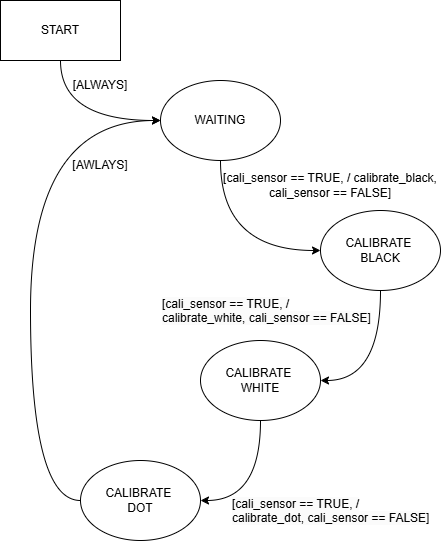 START
[ALWAYS]
WAITING
[AWLAYS]
[cali_sensor == TRUE, / calibrate_black,
cali_sensor == FALSE]
CALIBRATE
BLACK
[cali_sensor == TRUE, /
calibrate_white, cali_sensor == FALSE]
CALIBRATE
WHITE
CALIBRATE
DOT
[cali_sensor == TRUE, /
calibrate_dot, cali_sensor == FALSE]